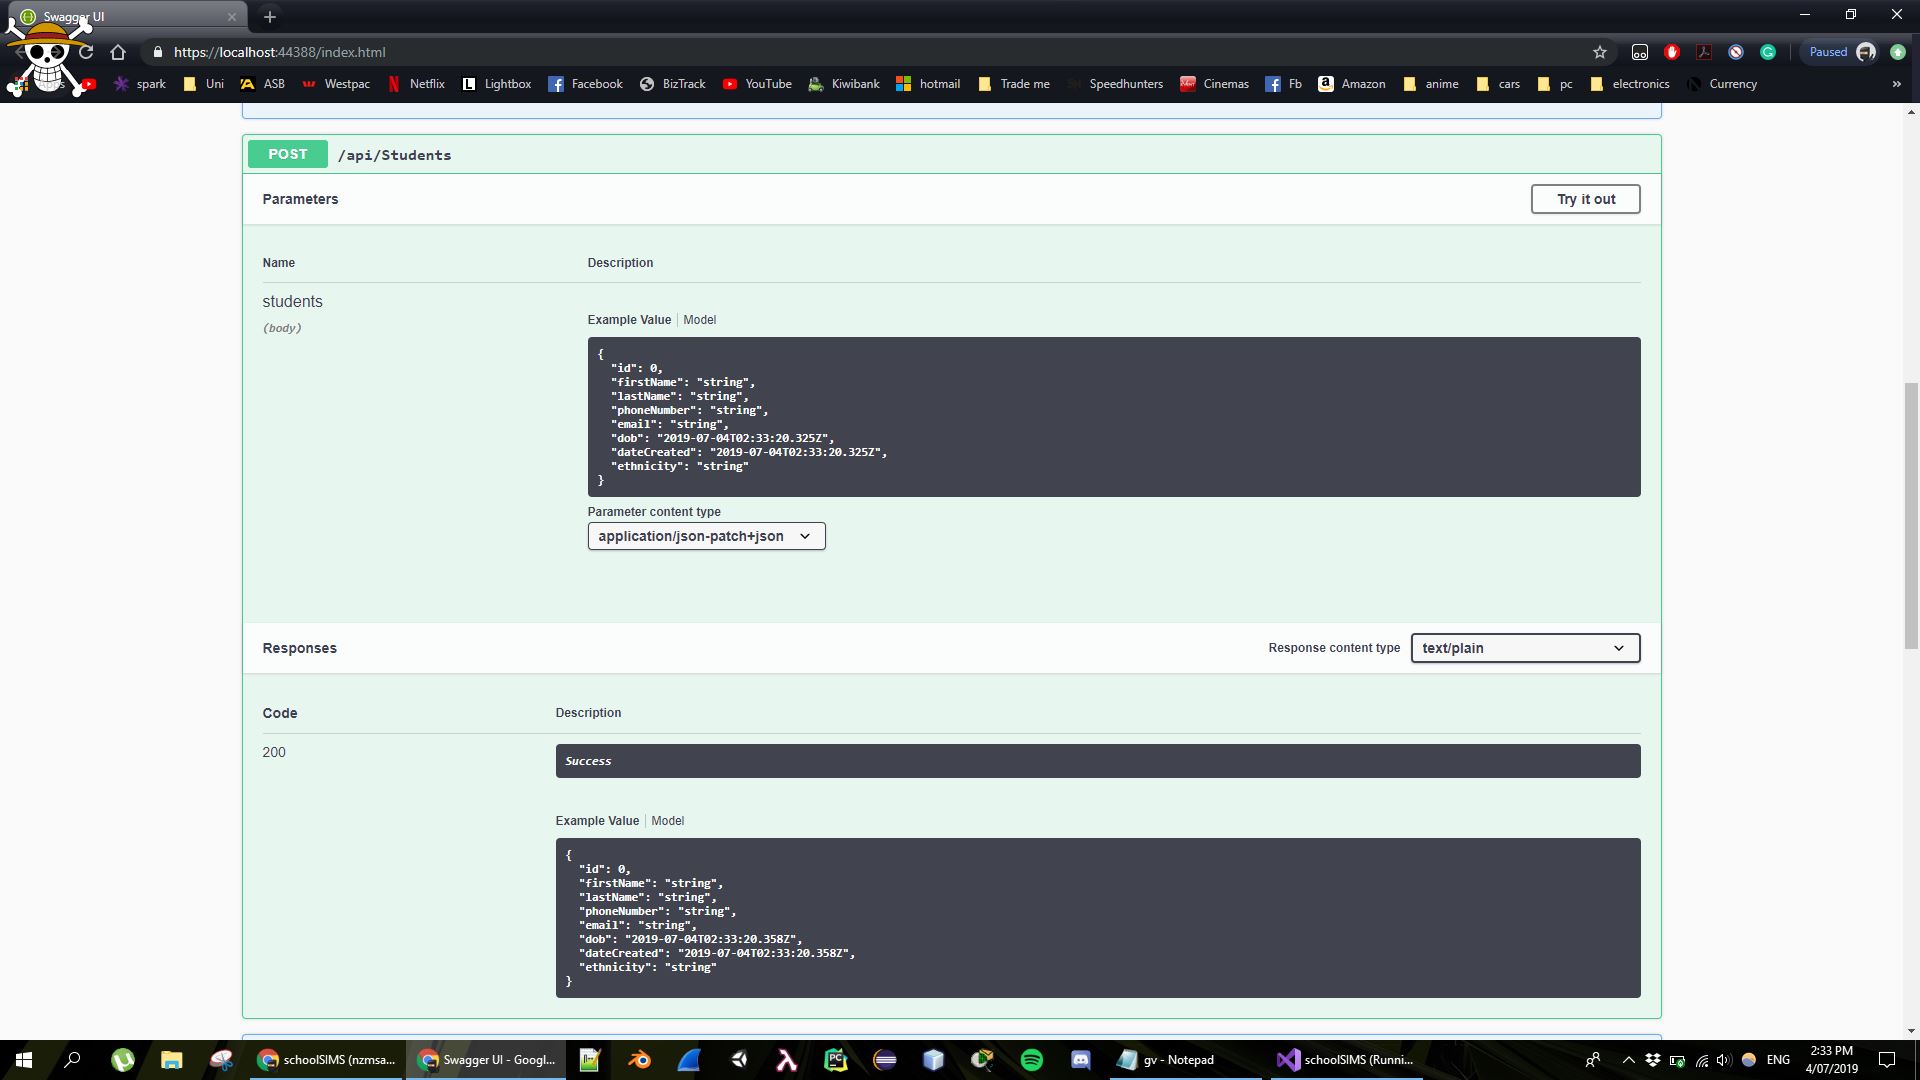 Swagger UI
https://localhost:44388/index.html
Paused
Apps
spark
Uni
ASB
Westpac
Netflix
Lightbox
Facebook
BizTrack
YouTube
Kiwibank
hotmail
Trade me
Speedhunters
Cinemas
Fb
Amazon
anime
cars
pc
electronics
Currency
»
POST /api/Students
Parameters
Try it out
Name Description
students
(body)
Example Value Model
{
"id": 0,
"firstName": "string",
"lastName": "string",
"phoneNumber": "string",
"email": "string",
"dob": "2019-07-04T02:33:20.325Z",
"dateCreated": "2019-07-04T02:33:20.325Z",
"ethnicity": "string"
}
Parameter content type
application/json-patch+json
Responses
Response content type text/plain
Code Description
200
Success
Example Value Model
{
"id": 0,
"firstName": "string",
"lastName": "string",
"phoneNumber": "string",
"email": "string",
"dob": "2019-07-04T02:33:20.358Z",
"dateCreated": "2019-07-04T02:33:20.358Z",
"ethnicity": "string"
}
schoolSIMS (nzmsa...
Swagger UI - Googl...
gv - Notepad
schoolSIMS (Runni...
ENG
2:33 PM
4/07/2019